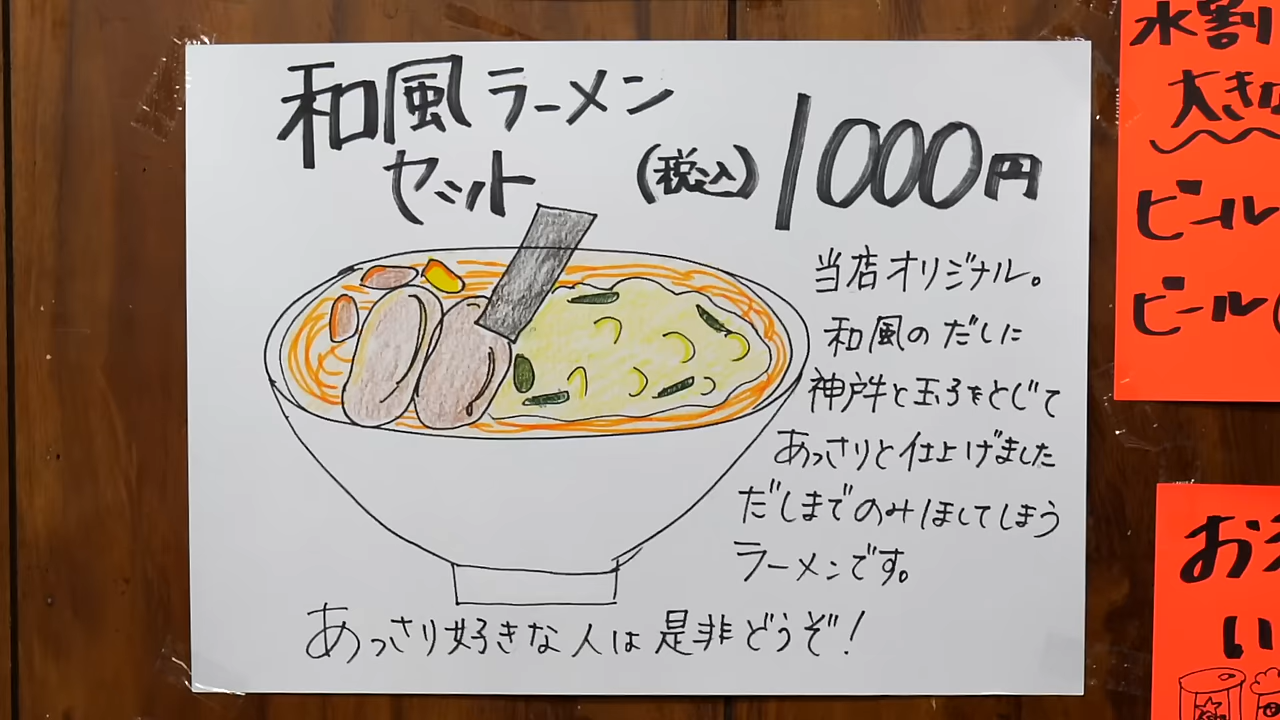 和風ラーメン
セット
(税込)1000円
当店オリジナル。
和風のだしに
神戸牛と玉子をとじて
あっさりと仕上げました
だしまでのみほしてしまう
ラーメンです。
あっさり好きな人は是非どうぞ!
水割
大き
ビール
ビール(
お
い